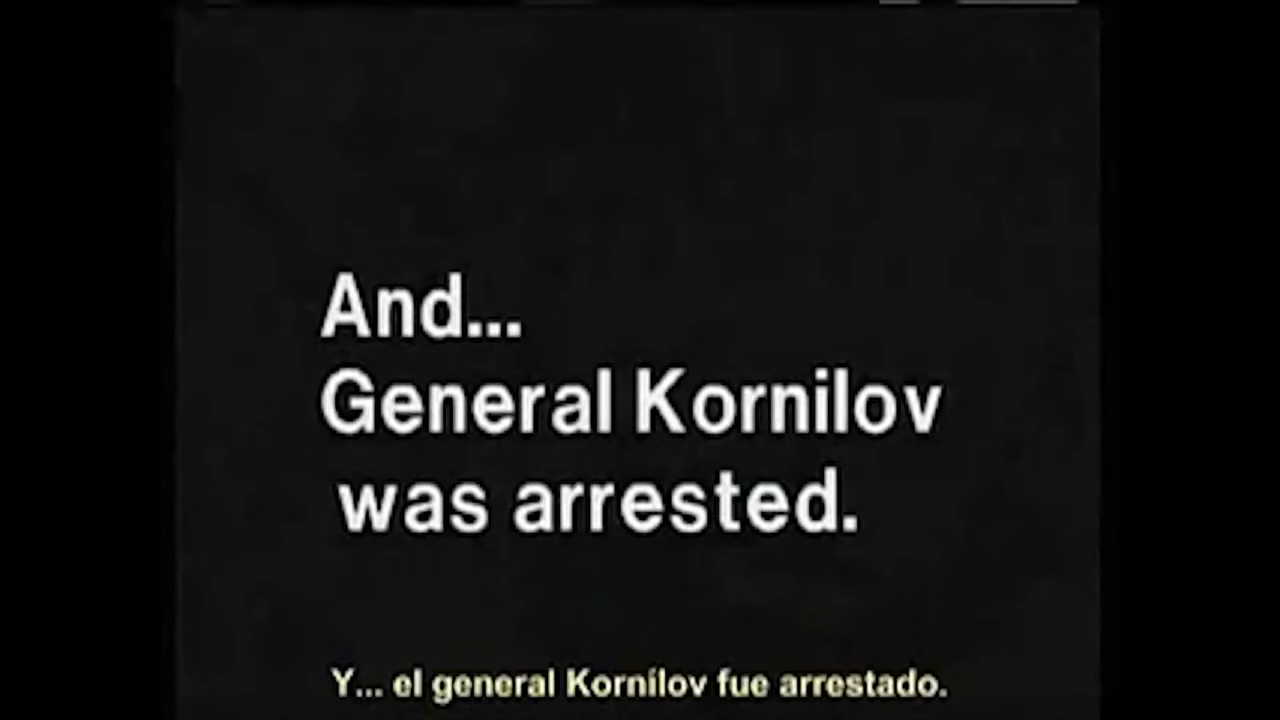 And...
General Kornilov
was arrested.
Y... el general Kornílov fue arrestado.